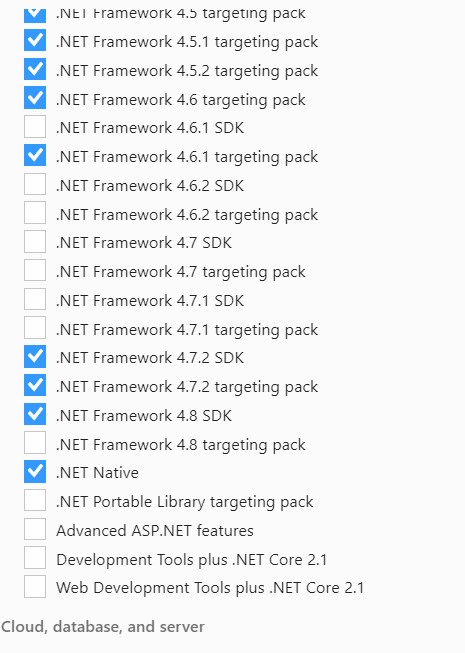 .NET Framework 4.5 targeting pack
.NET Framework 4.5.1 targeting pack
.NET Framework 4.5.2 targeting pack
.NET Framework 4.6 targeting pack
.NET Framework 4.6.1 SDK
.NET Framework 4.6.1 targeting pack
.NET Framework 4.6.2 SDK
.NET Framework 4.6.2 targeting pack
.NET Framework 4.7 SDK
.NET Framework 4.7 targeting pack
.NET Framework 4.7.1 SDK
.NET Framework 4.7.1 targeting pack
.NET Framework 4.7.2 SDK
.NET Framework 4.7.2 targeting pack
.NET Framework 4.8 SDK
.NET Framework 4.8 targeting pack
.NET Native
.NET Portable Library targeting pack
Advanced ASP.NET features
Development Tools plus .NET Core 2.1
Web Development Tools plus .NET Core 2.1
Cloud, database, and server